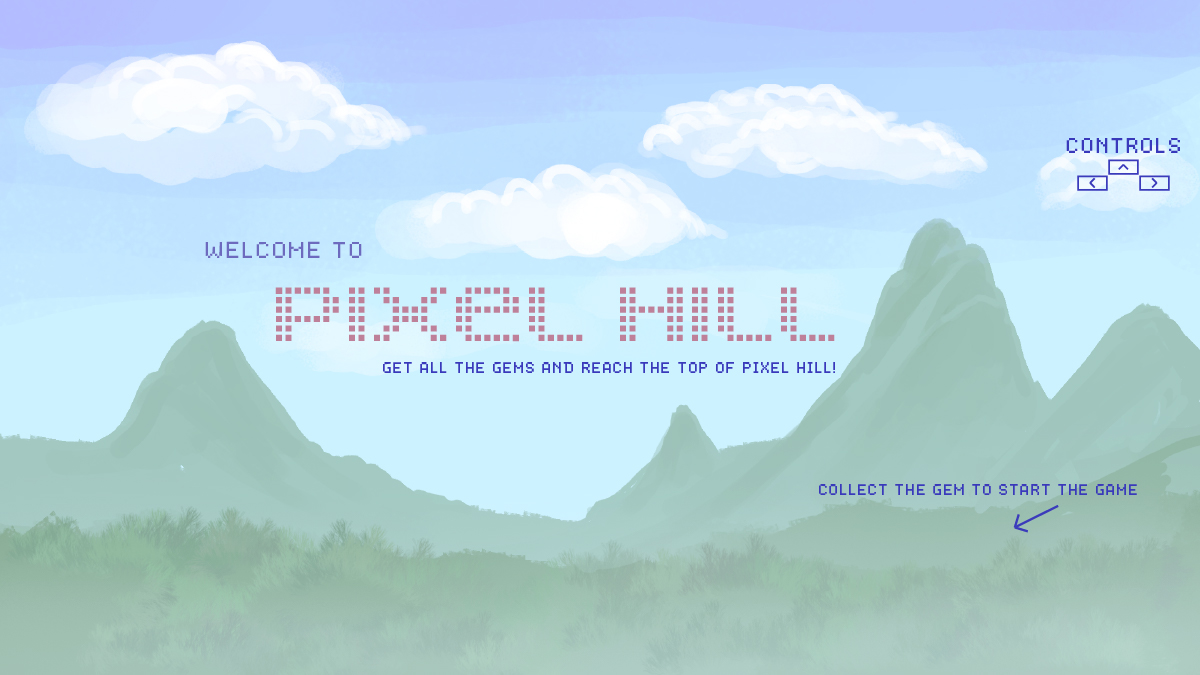 CONTROLS
WELCOME TO
PIXEL HILL
GET ALL THE GEMS AND REACH THE TOP OF PIXEL HILL!
COLLECT THE GEM TO START THE GAME